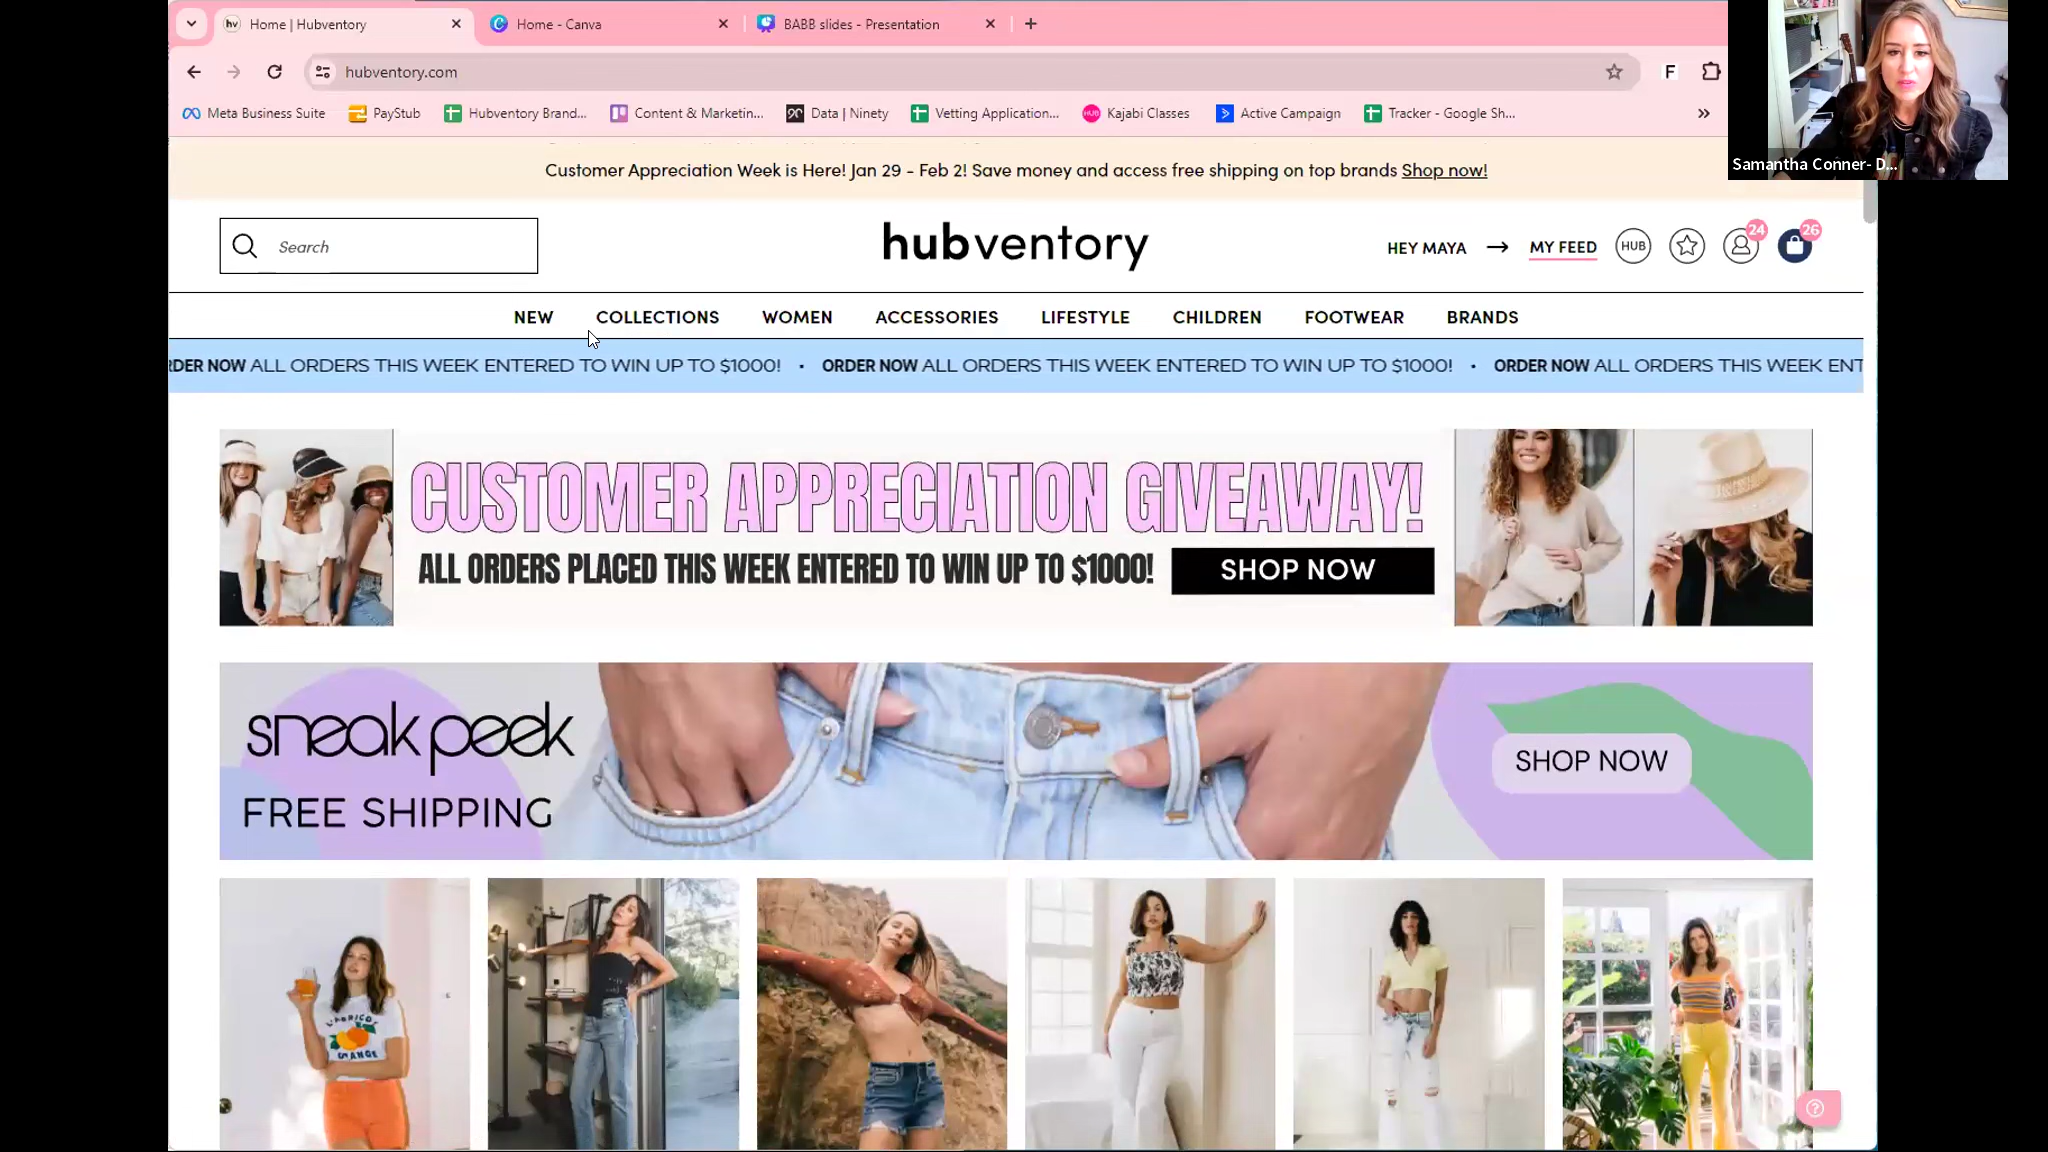 Home | Hubventory
Home - Canva
BABB slides - Presentation
hubventory.com
F
Meta Business Suite
PayStub
Hubventory Brand...
Content & Marketin...
Data | Ninety
Vetting Application...
HUB
Kajabi Classes
Active Campaign
Tracker - Google Sh...
Samantha Conner- D...
Customer Appreciation Week is Here! Jan 29 - Feb 2! Save money and access free shipping on top brands Shop now!
Search
hubventory
HEY MAYA → MY FEED
HUB
24
26
NEW COLLECTIONS WOMEN ACCESSORIES LIFESTYLE CHILDREN FOOTWEAR BRANDS
RDER NOW ALL ORDERS THIS WEEK ENTERED TO WIN UP TO $1000! • ORDER NOW ALL ORDERS THIS WEEK ENTERED TO WIN UP TO $1000! • ORDER NOW ALL ORDERS THIS WEEK ENT
CUSTOMER APPRECIATION GIVEAWAY!
ALL ORDERS PLACED THIS WEEK ENTERED TO WIN UP TO $1000!
SHOP NOW
sneak peek
FREE SHIPPING
SHOP NOW